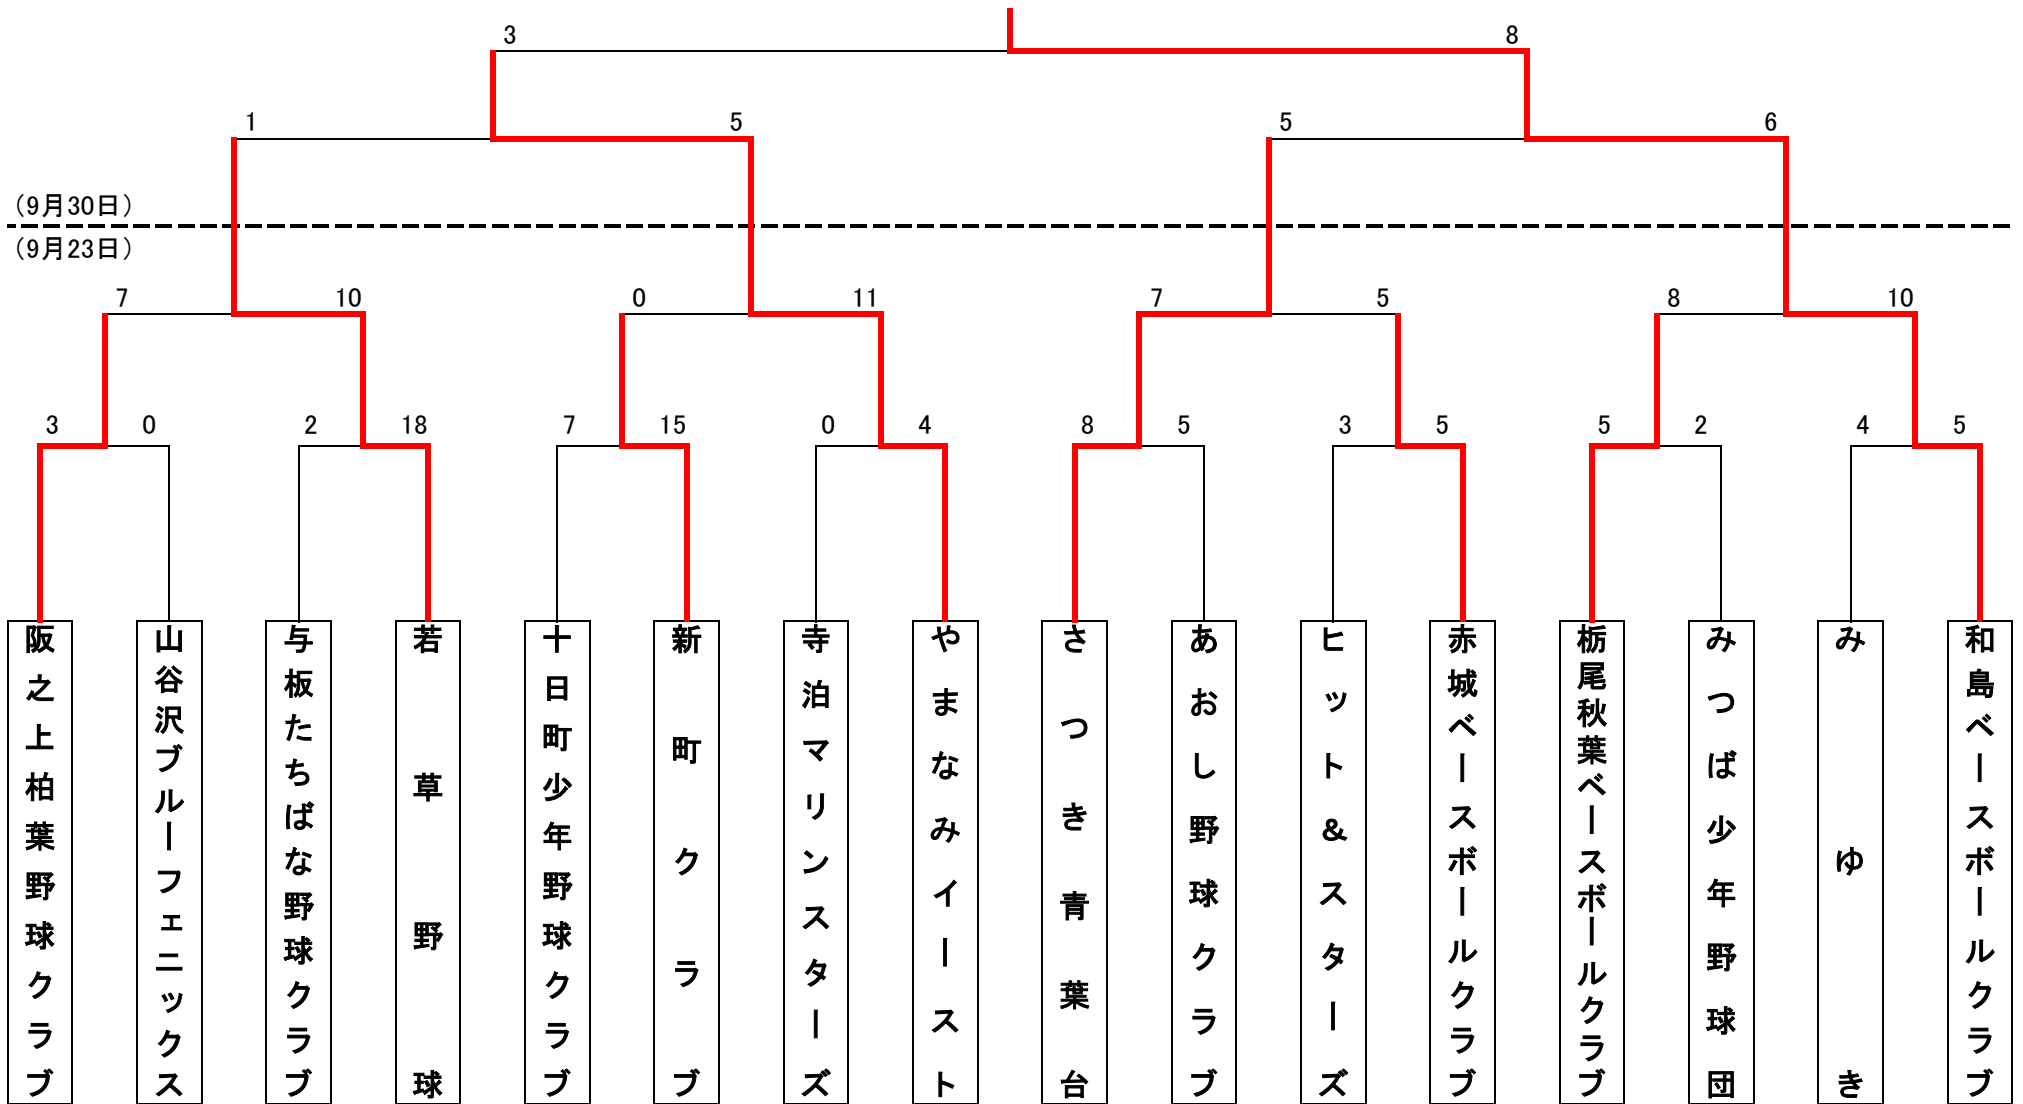 3 8
1 5 5 6
（9月30日）
（9月23日）
7 10 0 11 7 5 8 10
3 0 2 18 7 15 0 4 8 5 3 5 5 2 4 5
阪之上柏葉野球クラブ
山谷沢ブルーフェニックス
与板たちばな野球クラブ
若草野球
十日町少年野球クラブ
新町クラブ
寺泊マリンスターズ
やまなみイースト
さつき青葉台
あおし野球クラブ
ヒット＆スターズ
赤城ベースボールクラブ
栃尾秋葉ベースボールクラブ
みつば少年野球団
みゆき
和島ベースボールクラブ